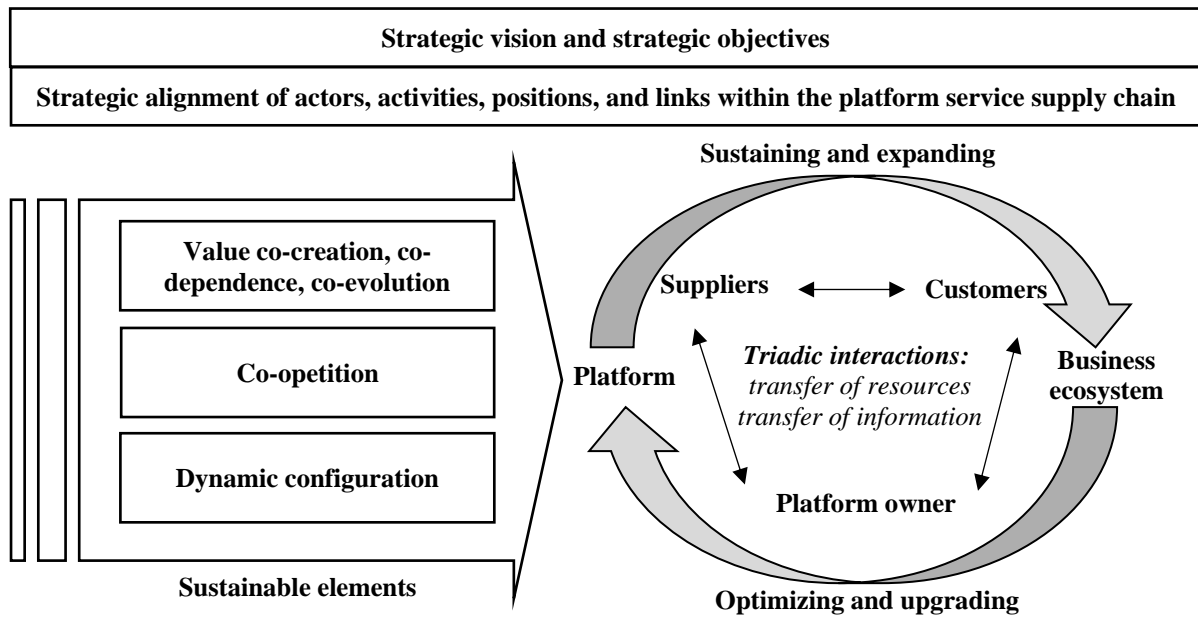 Strategic vision and strategic objectives
Strategic alignment of actors, activities, positions, and links within the platform service supply chain
Sustaining and expanding
Value co-creation, co-
dependence, co-evolution
Co-opetition
Dynamic configuration
Sustainable elements
Suppliers
Customers
Platform
Triadic interactions:
transfer of resources
transfer of information
Business
ecosystem
Platform owner
Optimizing and upgrading